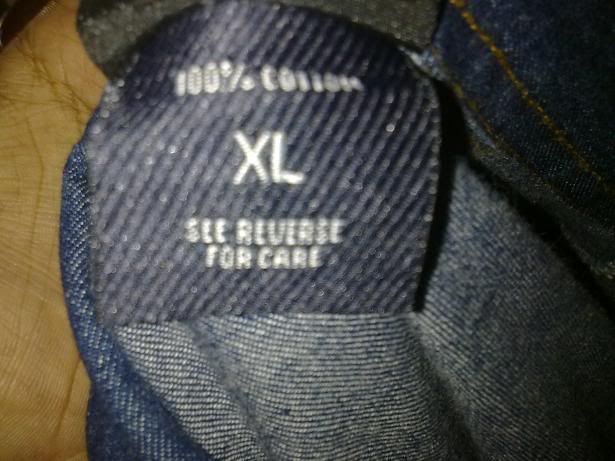 100% COTTON
XL
SEE REVERSE
FOR CARE